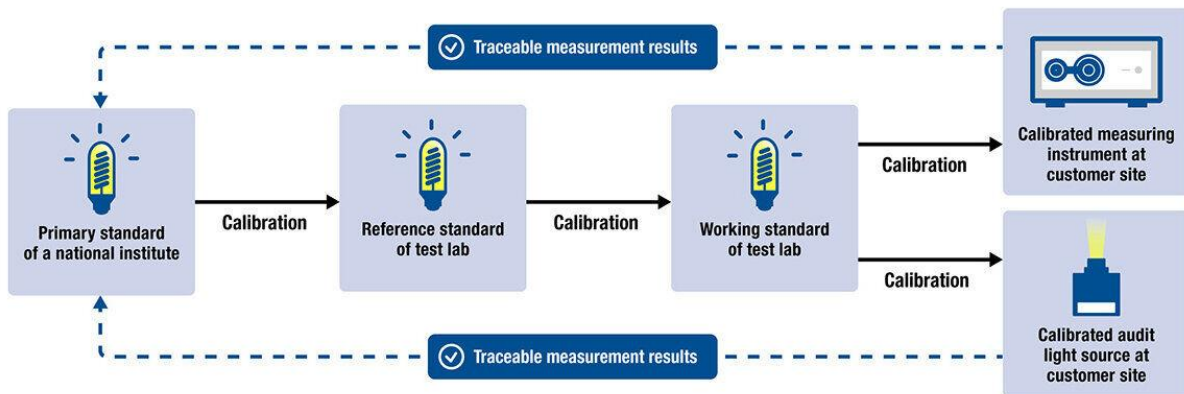 Traceable measurement results
Primary standard
of a national institute
Calibration
Reference standard
of test lab
Calibration
Working standard
of test lab
Calibration
Calibrated measuring
instrument at
customer site
Calibration
Calibrated audit
light source at
customer site
Traceable measurement results